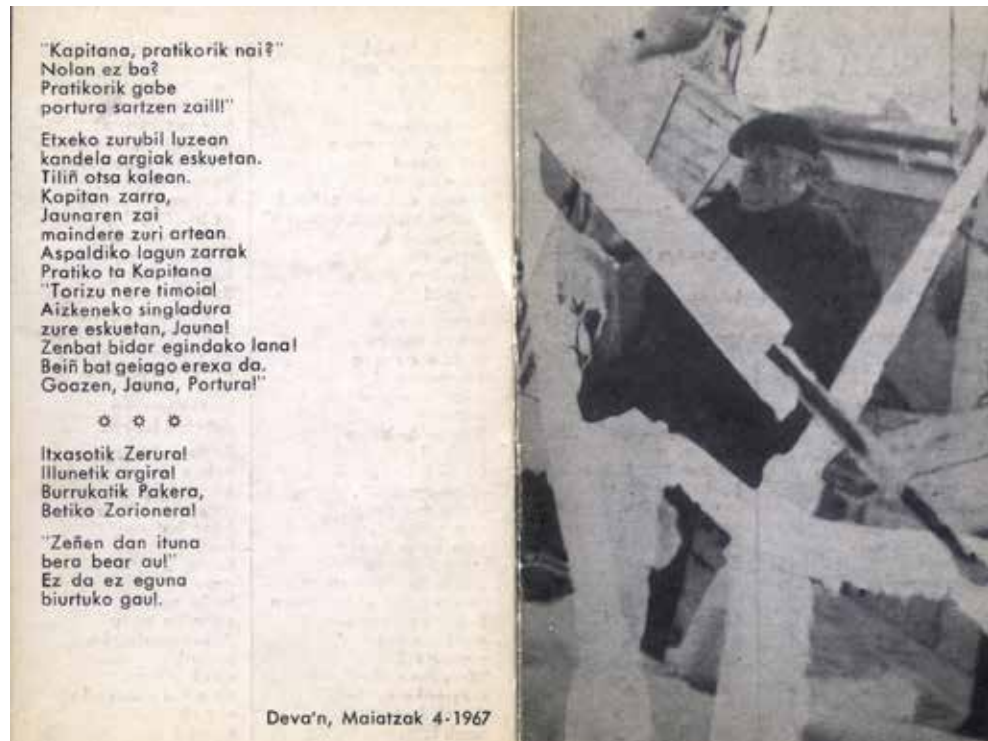 "Kapitana, pratikorik nai?"
Nolan ez ba?
Pratikorik gabe
portura sartzen zaill!"
Etxeko zurubil luzean
kandela argiak eskuetan.
Tiliñ otsa kalean.
Kapitan zarra,
Jaunaren zai
maindere zuri artean
Aspaldiko lagun zarrak
Pratiko ta Kapitana
"Torizu nere timoia!
Aizkeneko singladura
zure eskuetan, Jauna!
Zenbat bidar egindako lana!
Beiñ bat geiago erexa da.
Goazen, Jauna, Portura!"
Itxasotik Zerura!
Illunetik argira!
Burrukatik Pakera,
Betiko Zorionera!
"Zeñen dan ituna
bera bear au!"
Ez da ez eguna
biurtuko gau!.
Deva'n, Maiatzak 4-1967